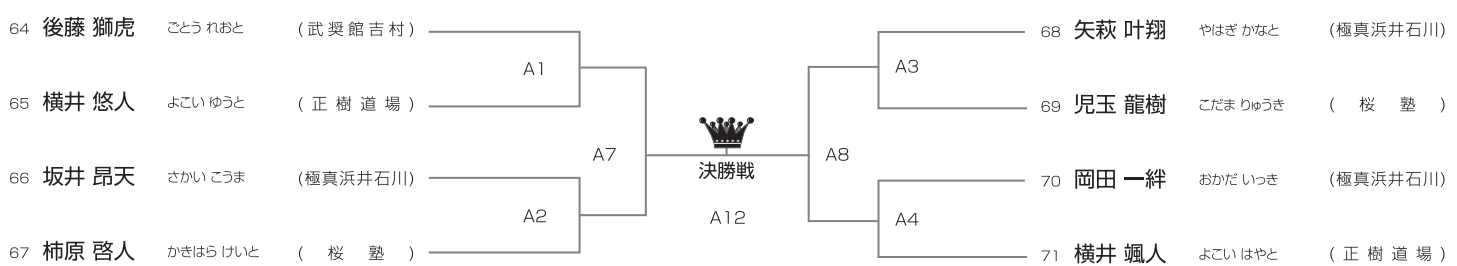 64 後藤 獅虎 ごとう れおと (武奨館吉村)
A1
65 横井 悠人 よこい ゆうと (正樹道場)
A7
66 坂井 昂天 さかい こうま (極真浜井石川)
A2
67 柿原 啓人 かきはら けいと (桜塾)
決勝戦
A12
68 矢萩 叶翔 やはぎ かなと (極真浜井石川)
A3
69 児玉 龍樹 こだま りゅうき (桜塾)
A8
70 岡田 一絆 おかだ いっき (極真浜井石川)
A4
71 横井 颯人 よこい はやと (正樹道場)